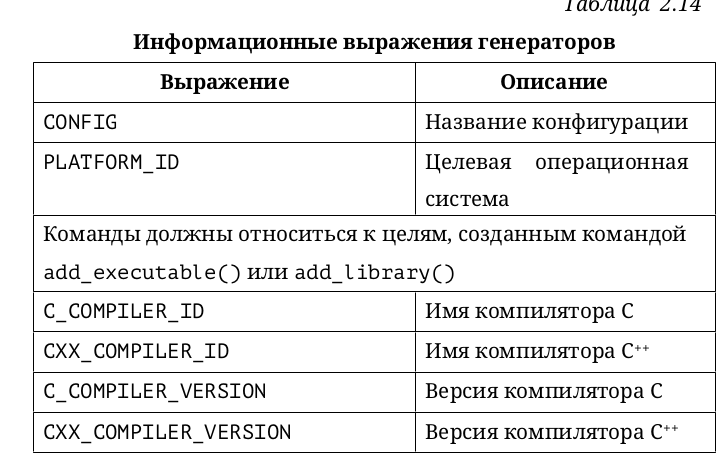 Таблица 2.14
Информационные выражения генераторов
Выражение Описание
CONFIG Название конфигурации
PLATFORM_ID Целевая операционная
система
Команды должны относиться к целям, созданным командой
add_executable() или add_library()
C_COMPILER_ID Имя компилятора C
CXX_COMPILER_ID Имя компилятора C++
C_COMPILER_VERSION Версия компилятора C
CXX_COMPILER_VERSION Версия компилятора C++